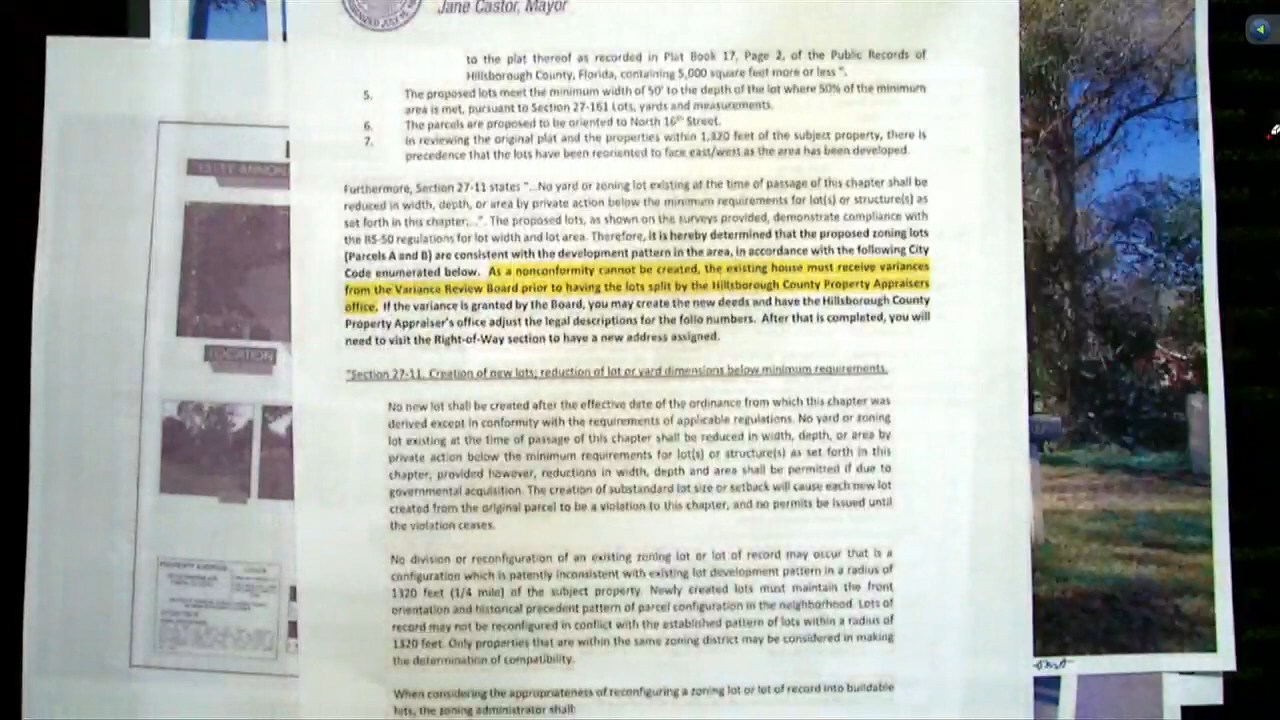 Jane Castor, Mayor
to the plat thereof as recorded in Plat Book 17, Page 2, of the Public Records of
Hillsborough County, Florida, containing 5,000 square feet more or less ".
5. The proposed lots meet the minimum width of 50' to the depth of the lot where 50% of the minimum
area is met, pursuant to Section 27-161 Lots, yards and measurements.
6. The parcels are proposed to be oriented to North 16th Street.
7. In reviewing the original plat and the properties within 1,320 feet of the subject property, there is
precedence that the lots have been reoriented to face east/west as the area has been developed.
Furthermore, Section 27-11 states "...No yard or zoning lot existing at the time of passage of this chapter shall be
reduced in width, depth, or area by private action below the minimum requirements for lot(s) or structure(s) as
set forth in this chapter,...". The proposed lots, as shown on the surveys provided, demonstrate compliance with
the RS-50 regulations for lot width and lot area. Therefore, it is hereby determined that the proposed zoning lots
(Parcels A and B) are consistent with the development pattern in the area, in accordance with the following City
Code enumerated below. As a nonconformity cannot be created, the existing house must receive variances
from the Variance Review Board prior to having the lots split by the Hillsborough County Property Appraisers
office. If the variance is granted by the Board, you may create the new deeds and have the Hillsborough County
Property Appraiser's office adjust the legal descriptions for the folio numbers. After that is completed, you will
need to visit the Right-of-Way section to have a new address assigned.
"Section 27-11. Creation of new lots; reduction of lot or yard dimensions below minimum requirements.
No new lot shall be created after the effective date of the ordinance from which this chapter was
derived except in conformity with the requirements of applicable regulations. No yard or zoning
lot existing at the time of passage of this chapter shall be reduced in width, depth, or area by
private action below the minimum requirements for lot(s) or structure(s) as set forth in this
chapter, provided however, reductions in width, depth and area shall be permitted if due to
governmental acquisition. The creation of substandard lot size or setback will cause each new lot
created from the original parcel to be a violation to this chapter, and no permits be issued until
the violation ceases.
No division or reconfiguration of an existing zoning lot or lot of record may occur that is a
configuration which is patently inconsistent with existing lot development pattern in a radius of
1320 feet (1/4 mile) of the subject property. Newly created lots must maintain the front
orientation and historical precedent pattern of parcel configuration in the neighborhood. Lots of
record may not be reconfigured in conflict with the established pattern of lots within a radius of
1320 feet. Only properties that are within the same zoning district may be considered in making
the determination of compatibility.
When considering the appropriateness of reconfiguring a zoning lot or lot of record into buildable
lots, the zoning administrator shall:
LOCATION